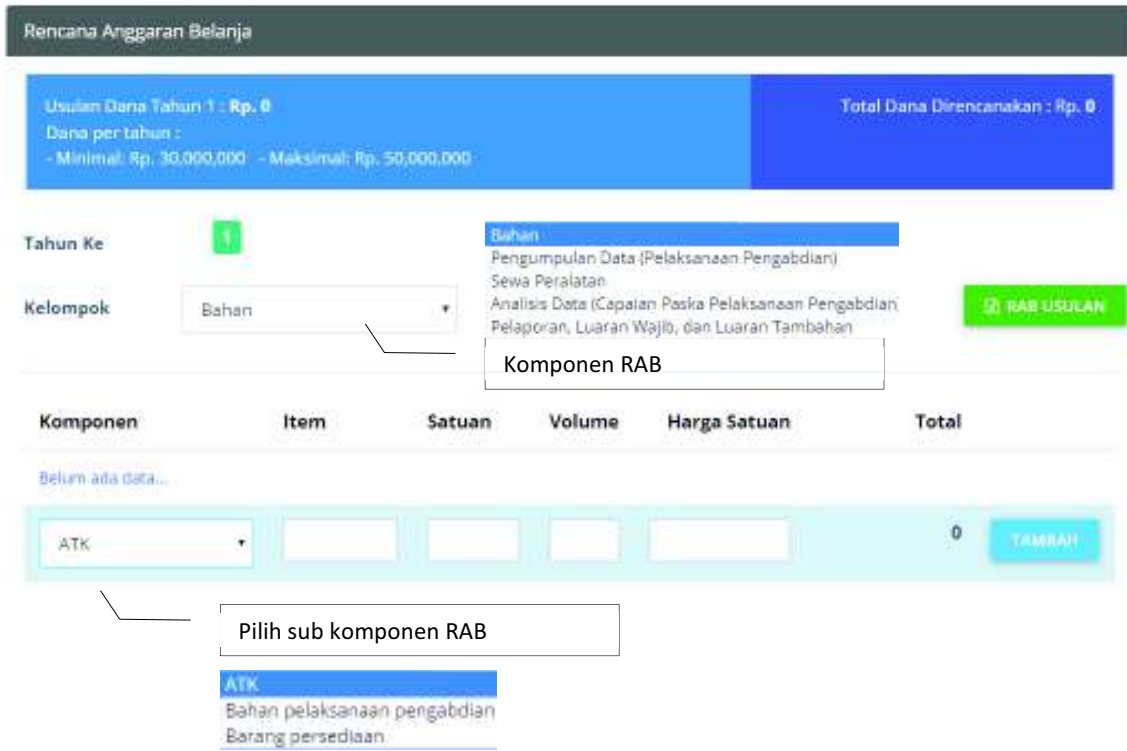 Rencana Anggaran Belanja
Usulan Dana Tahun 1 : Rp. 0
Total Dana Direncanakan : Rp. 0
Dana per tahun :
- Minimal: Rp. 30,000,000 - Maksimal: Rp. 50,000,000
Tahun Ke 1
Bahan
Pengumpulan Data (Pelaksanaan Pengabdian)
Sewa Peralatan
Analisis Data (Capaian Paska Pelaksanaan Pengabdian)
Pelaporan, Luaran Wajib, dan Luaran Tambahan
Kelompok Bahan
RAB USULAN
Komponen RAB
Komponen Item Satuan Volume Harga Satuan Total
Belum ada data...
ATK 0 TAMBAH
Pilih sub komponen RAB
ATK
Bahan pelaksanaan pengabdian
Barang persediaan